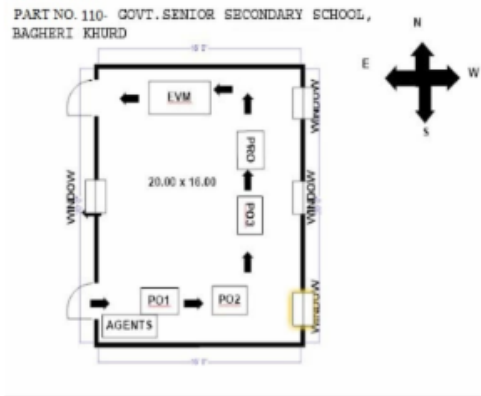 PART NO. 110- GOVT. SENIOR SECONDARY SCHOOL,
BAGHERI KHURD
N
E
W
S
EVM
WINDOW
PRO
20.00 x 16.00
WINDOW
WINDOW
PO3
WINDOW
PO1
PO2
AGENTS